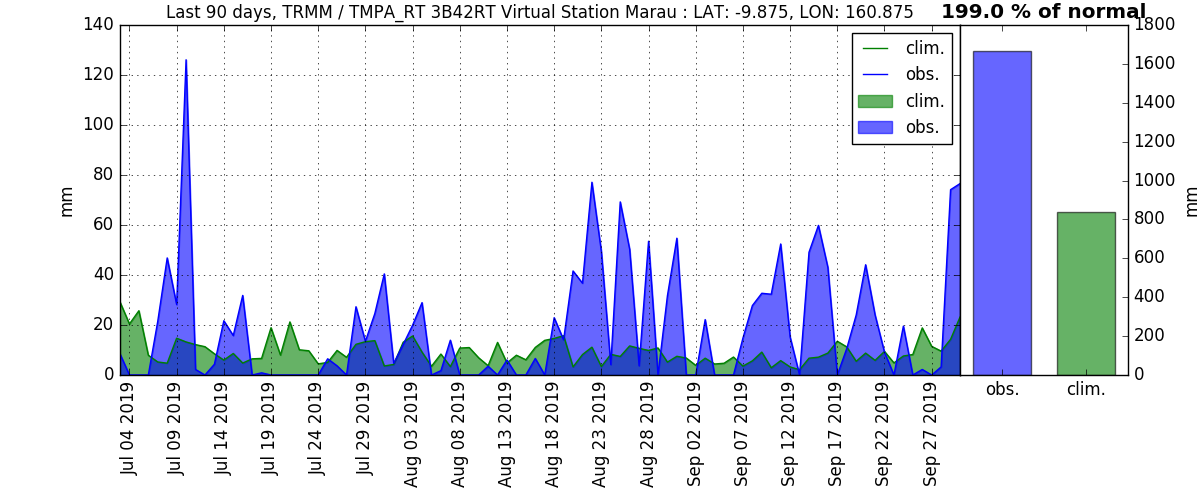 Last 90 days, TRMM / TMPA_RT 3B42RT Virtual Station Marau : LAT: -9.875, LON: 160.875
199.0 % of normal
mm
140
120
100
80
60
40
20
0
clim.
obs.
clim.
obs.
Jul 04 2019
Jul 09 2019
Jul 14 2019
Jul 19 2019
Jul 24 2019
Jul 29 2019
Aug 03 2019
Aug 08 2019
Aug 13 2019
Aug 18 2019
Aug 23 2019
Aug 28 2019
Sep 02 2019
Sep 07 2019
Sep 12 2019
Sep 17 2019
Sep 22 2019
Sep 27 2019
1800
1600
1400
1200
1000
800
600
400
200
0
mm
obs.
clim.